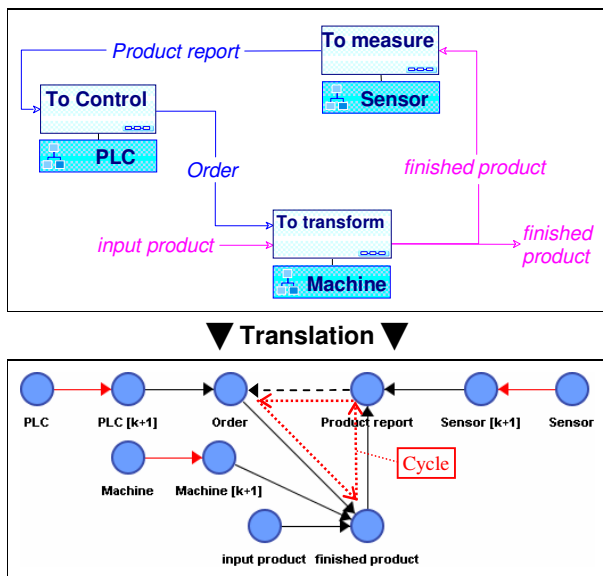 To measure
Product report
To Control
Sensor
PLC
Order
finished product
To transform
input product
finished
product
Machine
Translation
PLC
PLC [k+1]
Order
Product report
Sensor [k+1]
Sensor
Cycle
Machine
Machine [k+1]
input product
finished product